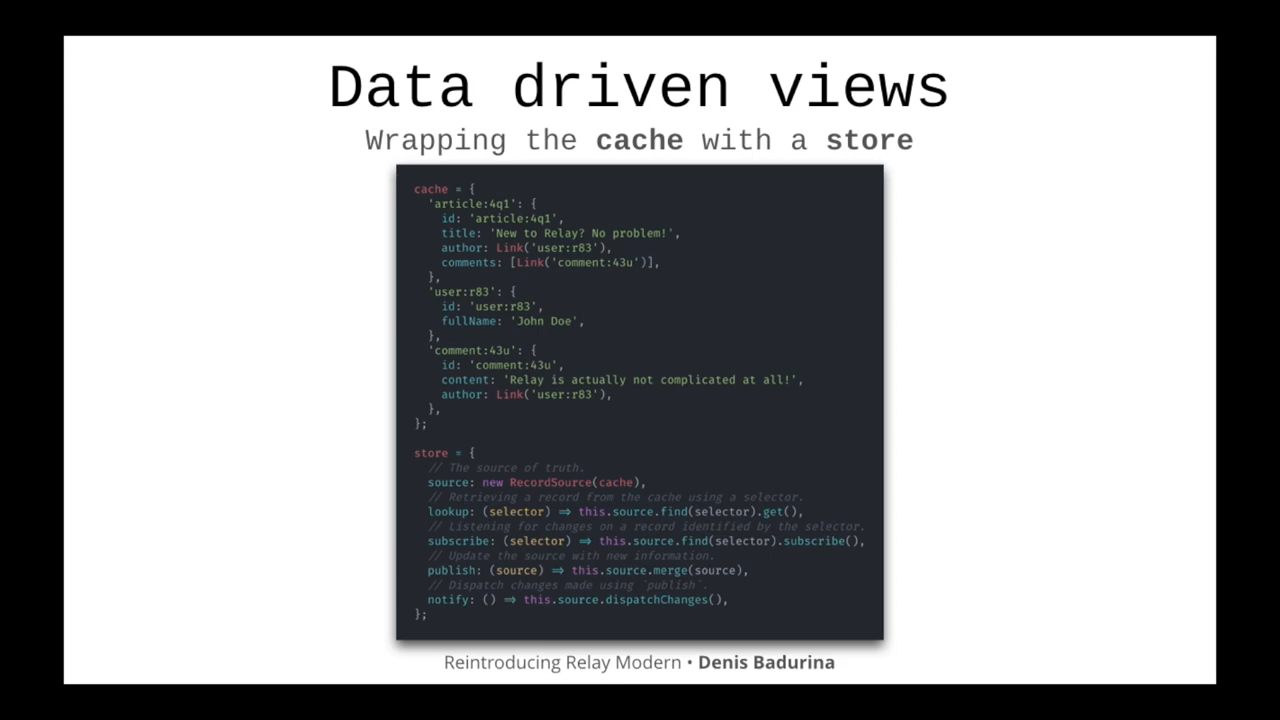 Data driven views
Wrapping the cache with a store
cache = {
  'article:4q1': {
    id: 'article:4q1',
    title: 'New to Relay? No problem!',
    author: Link('user:r83'),
    comments: [Link('comment:43u')],
  },
  'user:r83': {
    id: 'user:r83',
    fullName: 'John Doe',
  },
  'comment:43u': {
    id: 'comment:43u',
    content: 'Relay is actually not complicated at all!',
    author: Link('user:r83'),
  },
};
store = {
  // The source of truth.
  source: new RecordSource(cache),
  // Retrieving a record from the cache using a selector.
  lookup: (selector) ⇒ this.source.find(selector).get(),
  // Listening for changes on a record identified by the selector.
  subscribe: (selector) ⇒ this.source.find(selector).subscribe(),
  // Update the source with new information.
  publish: (source) ⇒ this.source.merge(source),
  // Dispatch changes made using `publish`.
  notify: () ⇒ this.source.dispatchChanges(),
};
Reintroducing Relay Modern • Denis Badurina